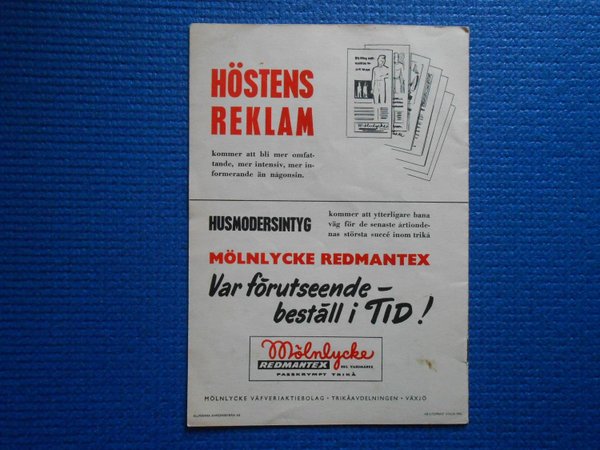 HÖSTENS
REKLAM
kommer att bli mer omfat-
tande, mer intensiv, mer in-
formerande än någonsin.
HUSMODERSINTYG
kommer att ytterligare bana
väg för de senaste årtionde-
nas största succé inom trikå
MÖLNLYCKE REDMANTEX
Var förutseende –
beställ i TID!
Mölnlycke
REDMANTEX REG. VARUMÄRKE
PASSKRYMPT TRIKÅ
MÖLNLYCKE VÄFVERIAKTIEBOLAG · TRIKÅAVDELNINGEN · VÄXJÖ